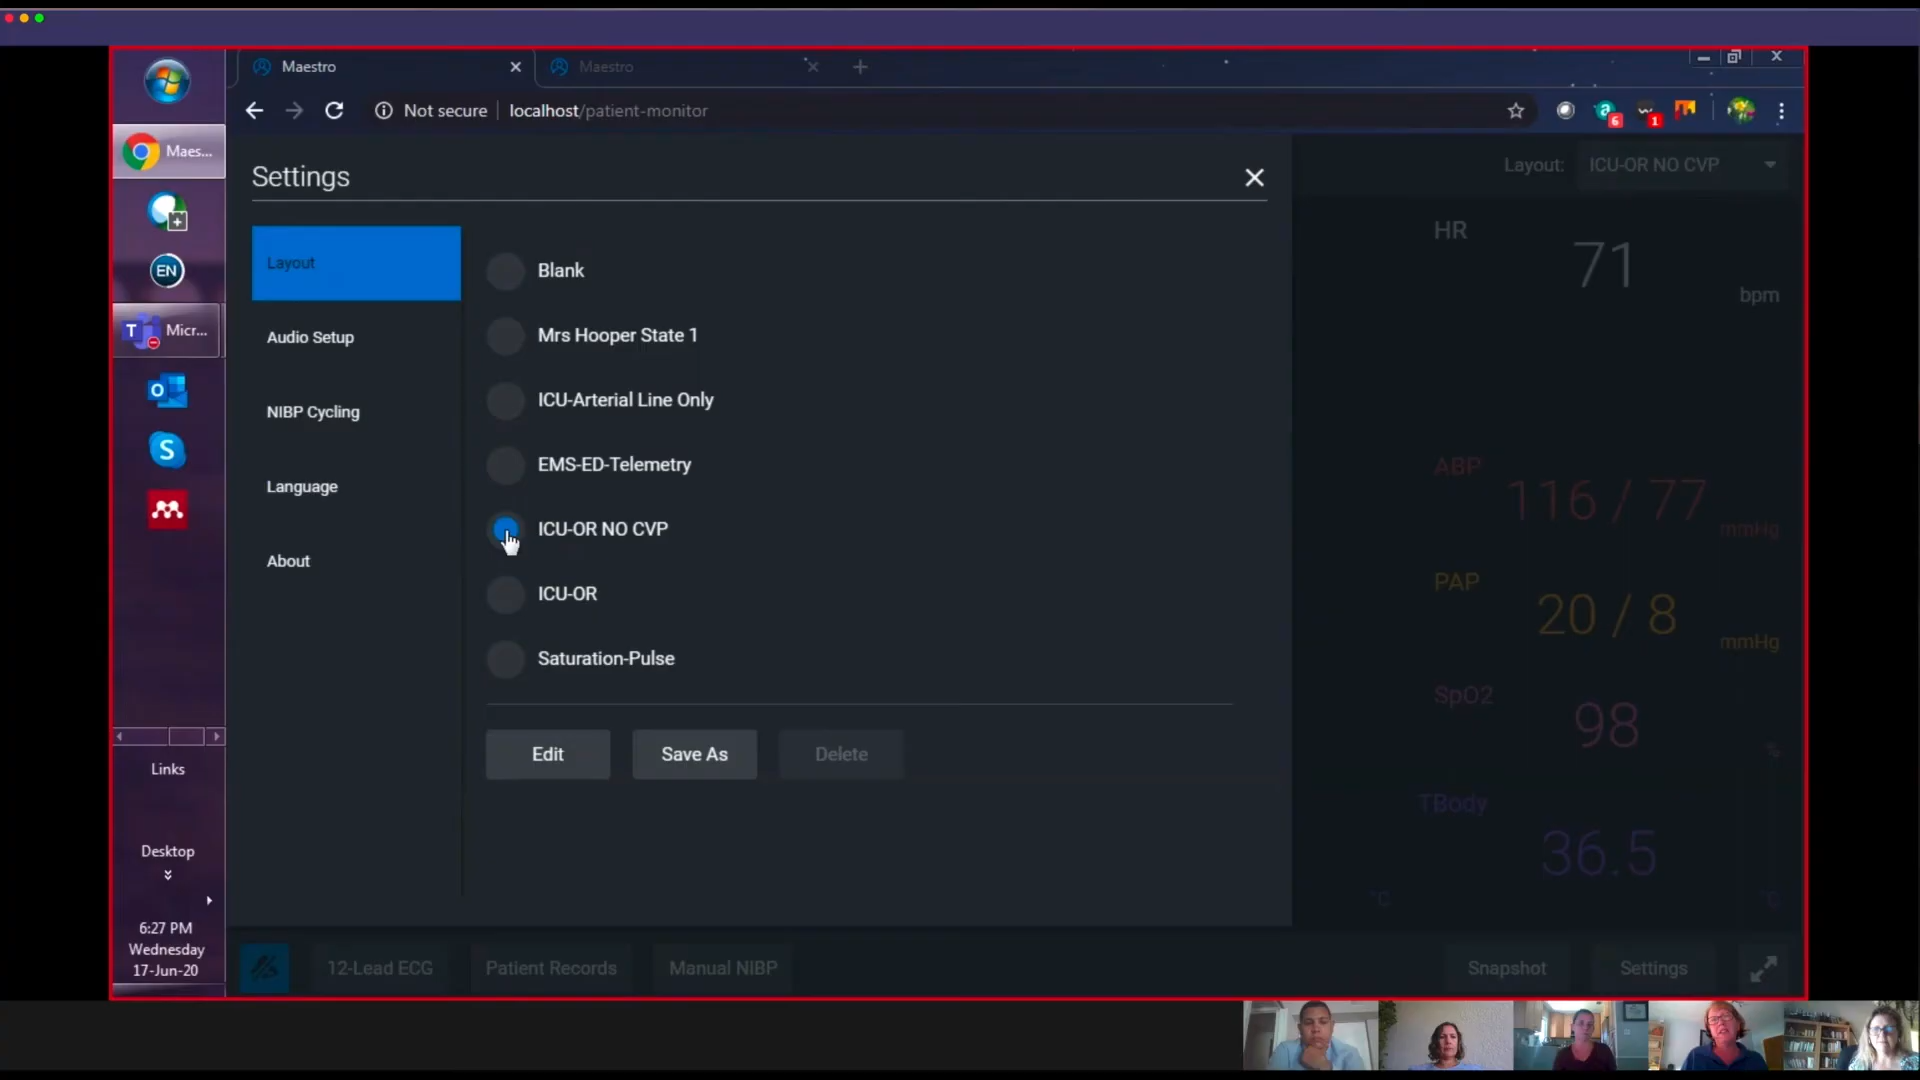 Maestro
Maestro
Not secure
localhost/patient-monitor
6
1
Maes...
EN
T
Micr...
O
S
Links
Desktop
6:27 PM
Wednesday
17-Jun-20
Settings
Layout
Audio Setup
NIBP Cycling
Language
About
Blank
Mrs Hooper State 1
ICU-Arterial Line Only
EMS-ED-Telemetry
ICU-OR NO CVP
ICU-OR
Saturation-Pulse
Edit
Save As
Delete
Layout:
ICU-OR NO CVP
HR
71
bpm
ABP
116 / 77
mmHg
PAP
20 / 8
mmHg
SpO2
98
%
TBody
36.5
°C
°C
12-Lead ECG
Patient Records
Manual NIBP
Snapshot
Settings